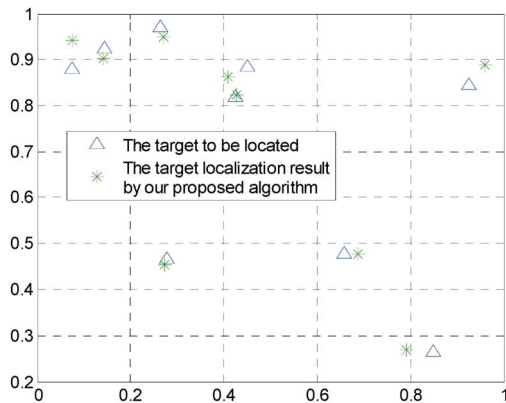 1
0.9
0.8
0.7
0.6
0.5
0.4
0.3
0.2
The target to be located
The target localization result
by our proposed algorithm
0 0.2 0.4 0.6 0.8 1